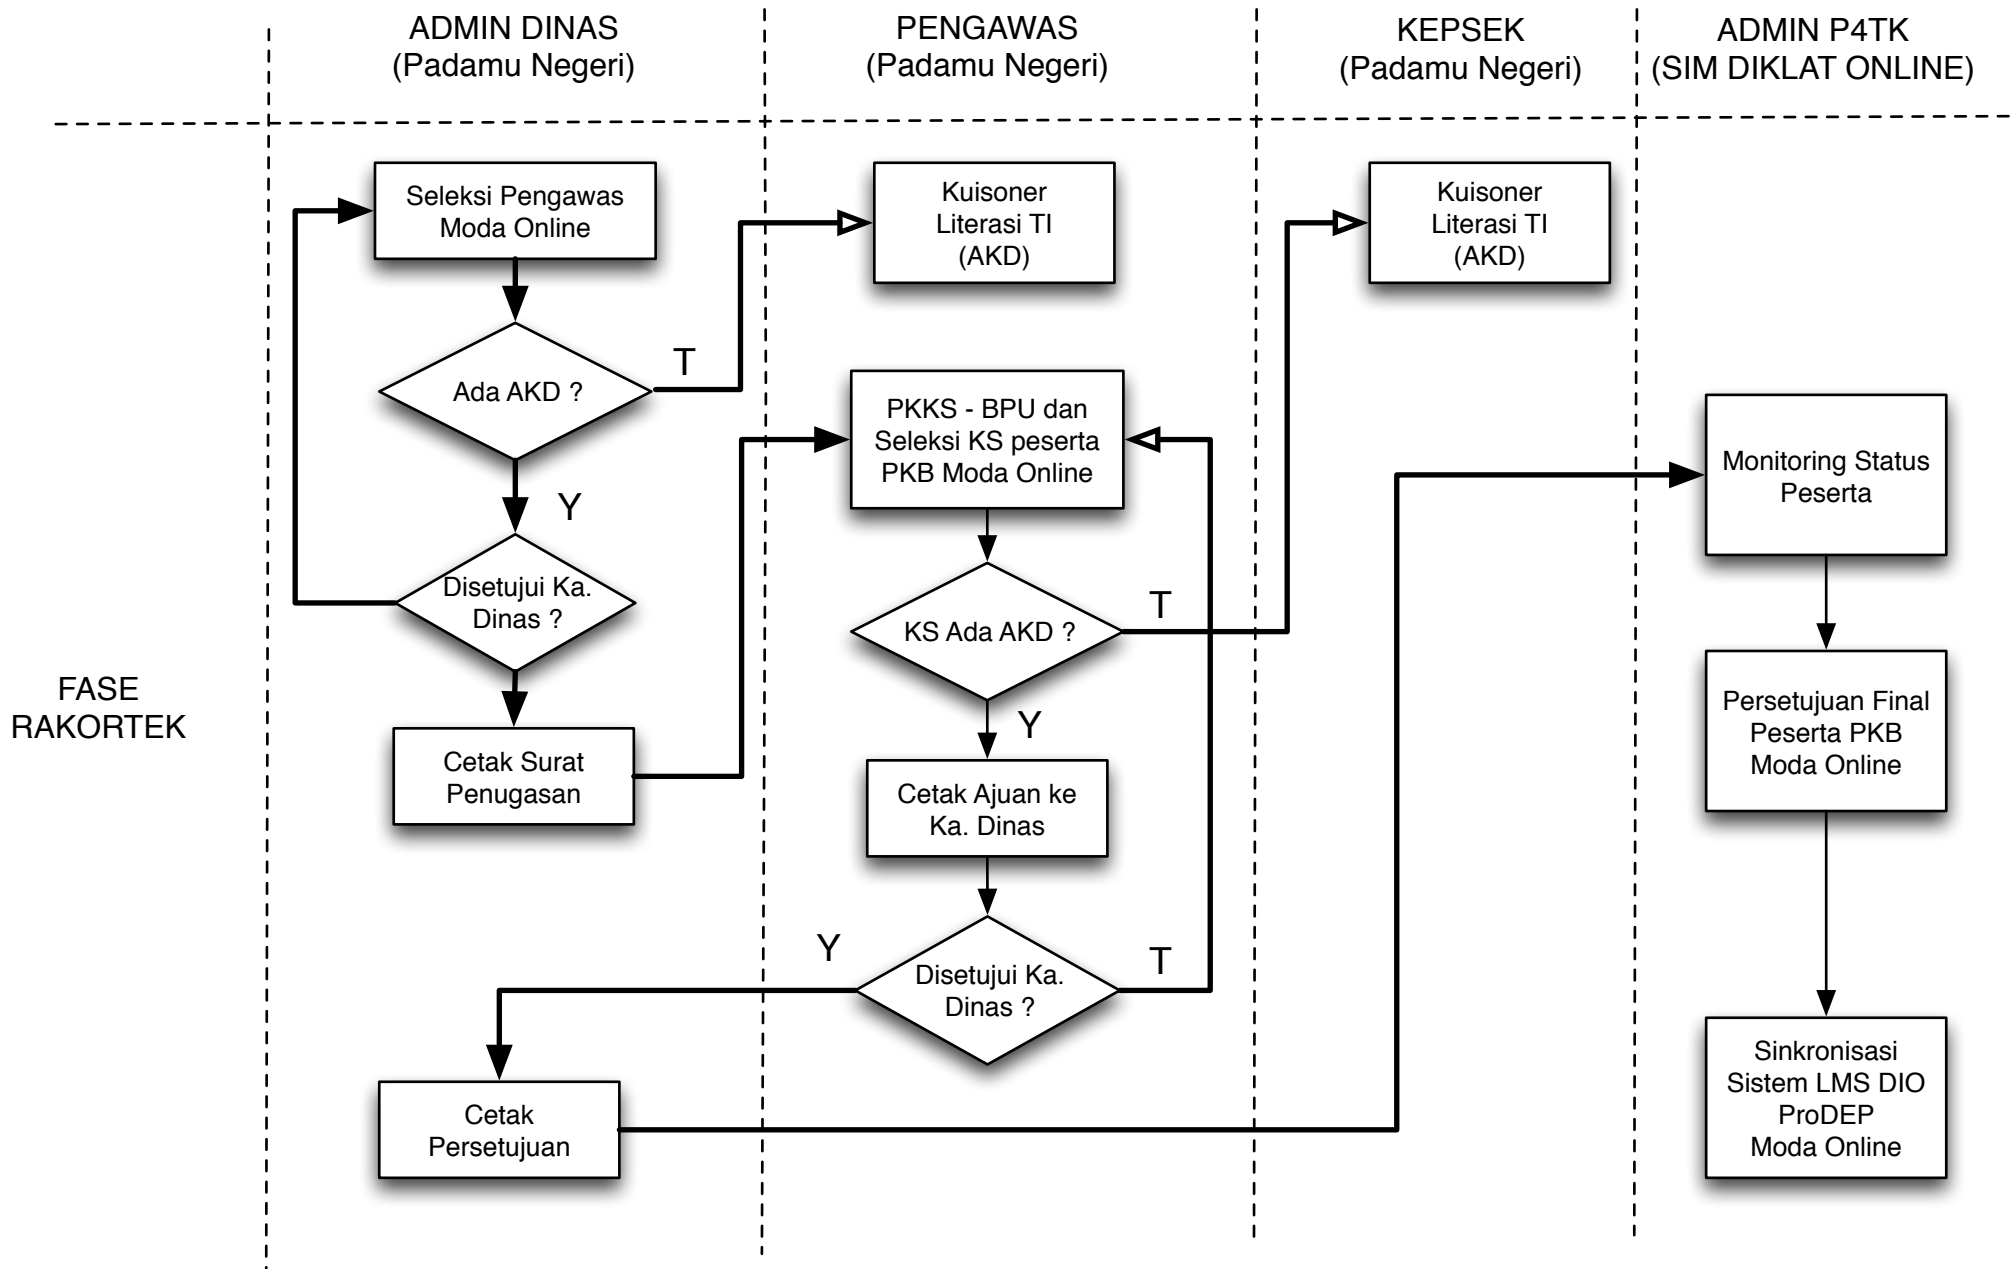 ADMIN DINAS
(Padamu Negeri)
PENGAWAS
(Padamu Negeri)
KEPSEK
(Padamu Negeri)
ADMIN P4TK
(SIM DIKLAT ONLINE)
FASE
RAKORTEK
Seleksi Pengawas
Moda Online
Ada AKD ?
T
Y
Disetujui Ka.
Dinas ?
Cetak Surat
Penugasan
Cetak
Persetujuan
Kuisoner
Literasi TI
(AKD)
PKKS - BPU dan
Seleksi KS peserta
PKB Moda Online
KS Ada AKD ?
T
Y
Cetak Ajuan ke
Ka. Dinas
Disetujui Ka.
Dinas ?
Y
T
Kuisoner
Literasi TI
(AKD)
Monitoring Status
Peserta
Persetujuan Final
Peserta PKB
Moda Online
Sinkronisasi
Sistem LMS DIO
ProDEP
Moda Online